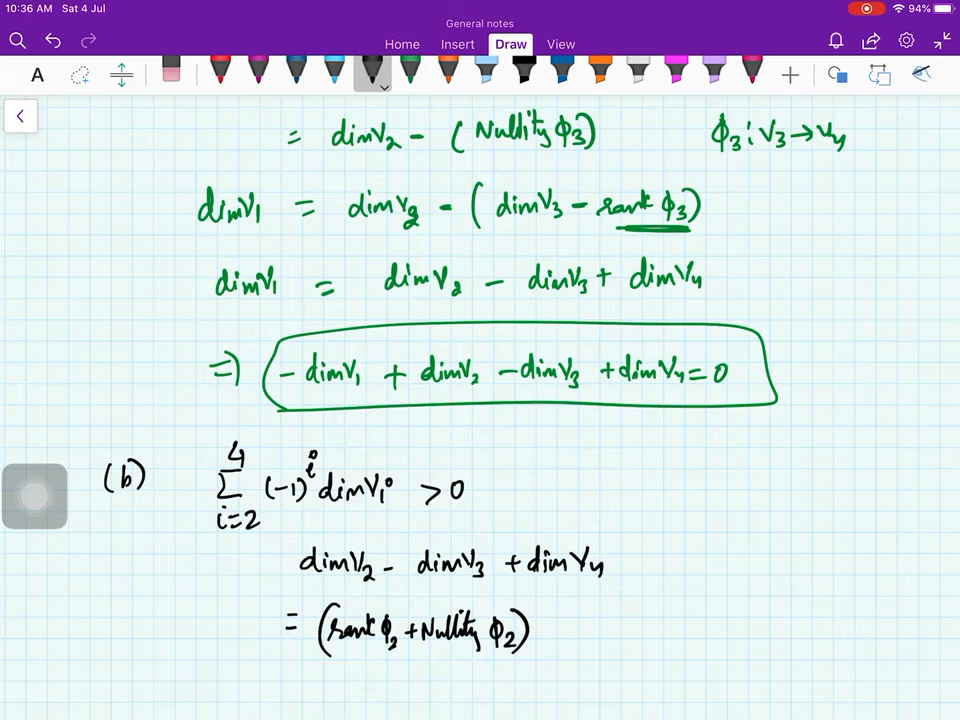 10:36 AM Sat 4 Jul
94%
General notes
Home Insert Draw View
A
= dimV₂ - (Nullity ϕ₃) ϕ₃: V₃ → V₄
dimV₁ = dimV₂ - (dimV₃ - rank ϕ₃)
dimV₁ = dimV₂ - dimV₃ + dimV₄
⇒ - dimV₁ + dimV₂ - dimV₃ + dimV₄ = 0
(b) ∑_{i=2}^{4} (-1)^i dimVᵢ > 0
dimV₂ - dimV₃ + dimV₄
= (rank ϕ₂ + Nullity ϕ₂)